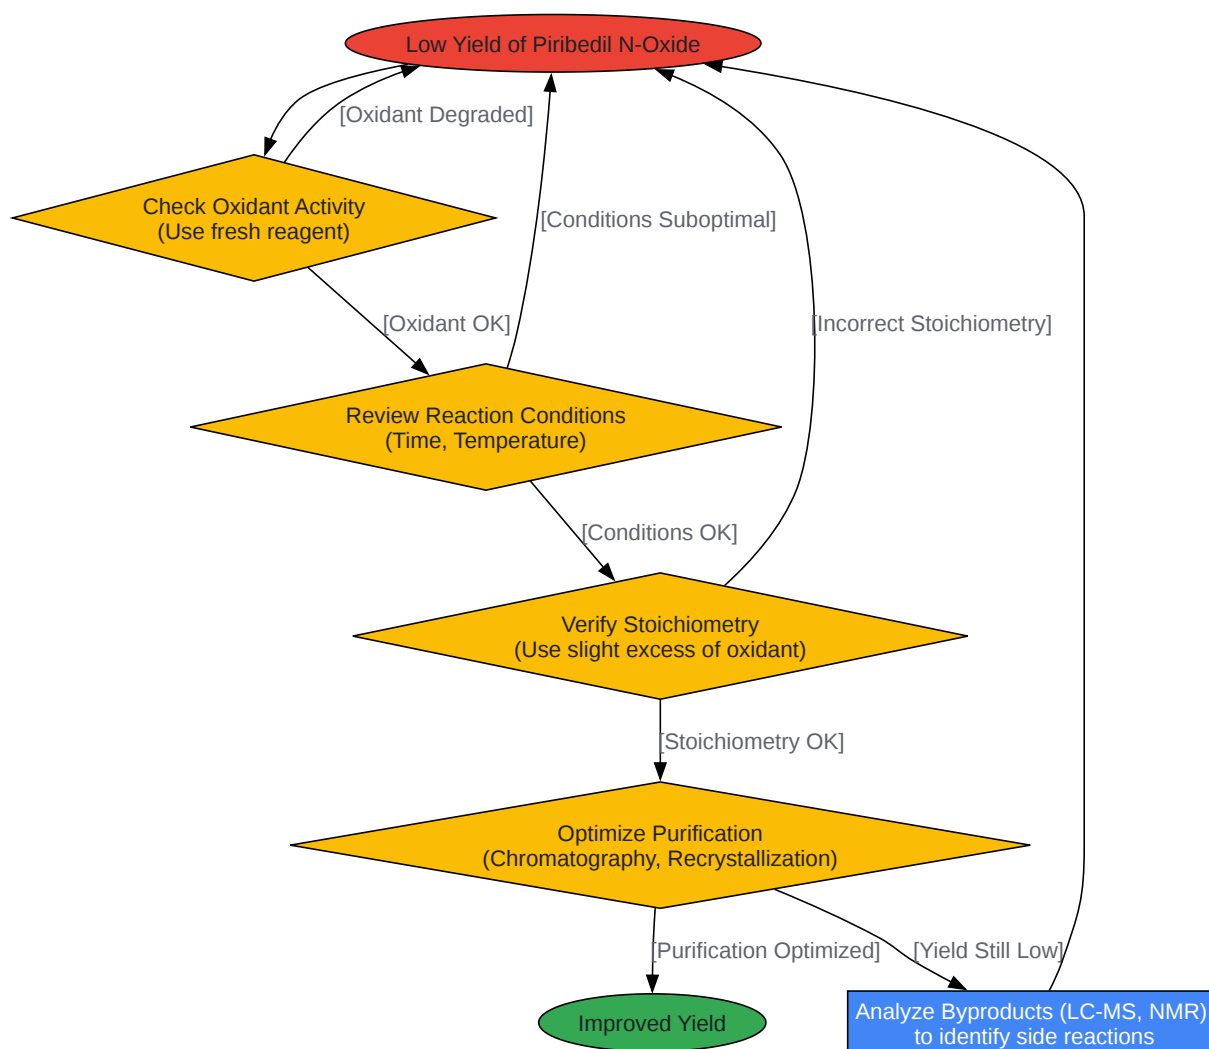 Low Yield of Piribedil N-Oxide
[Oxidant Degraded]
Check Oxidant Activity
(Use fresh reagent)
[Conditions Suboptimal]
[Oxidant OK]
[Incorrect Stoichiometry]
Review Reaction Conditions
(Time, Temperature)
[Conditions OK]
Verify Stoichiometry
(Use slight excess of oxidant)
[Stoichiometry OK]
Optimize Purification
(Chromatography, Recrystallization)
[Purification Optimized]
[Yield Still Low]
Improved Yield
Analyze Byproducts (LC-MS, NMR)
to identify side reactions